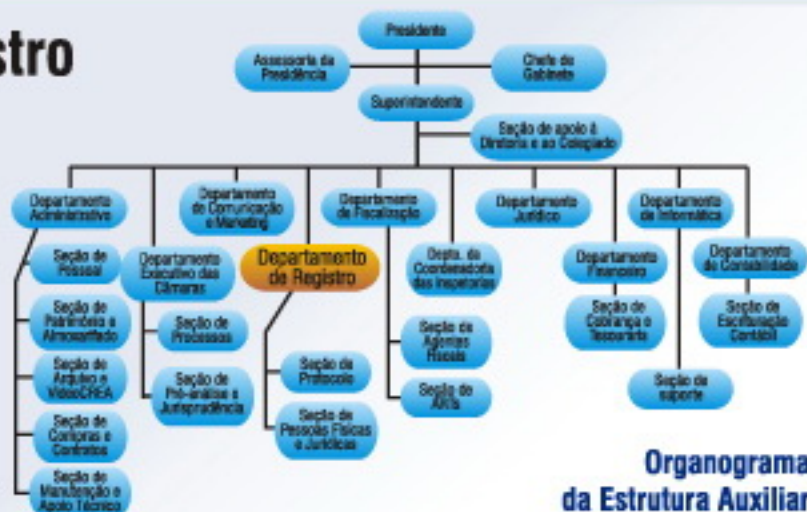 stro
Presidente
Assessoria da
Presidência
Chefe de
Gabinete
Superintendente
Seção de apoio à
Diretoria e ao Colegiado
Departamento
Administrativo
Departamento
de Comunicação
e Marketing
Departamento
de Fiscalização
Departamento
Jurídico
Departamento
de Informática
Seção de
Pessoal
Departamento
Executivo das
Câmaras
Departamento
de Registro
Deptu. da
Coordenadoria
das Inspetorias
Departamento
Financeiro
Departamento
de Contabilidade
Seção de
Patrimônio e
Almoxarifado
Seção de
Processos
Seção de
Agentes
Fiscais
Seção de
Cobrança e
Tesouraria
Seção de
Escrituração
Contábil
Seção de
Arquivo e
VideoCREA
Seção de
Pré-análise e
Jurisprudência
Seção de
Protocolo
Seção de
ARTs
Seção de
suporte
Seção de
Compras e
Contratos
Seção de
Pessoas Físicas
e Jurídicas
Seção de
Manutenção e
Apoio Técnico
Organograma
da Estrutura Auxiliar